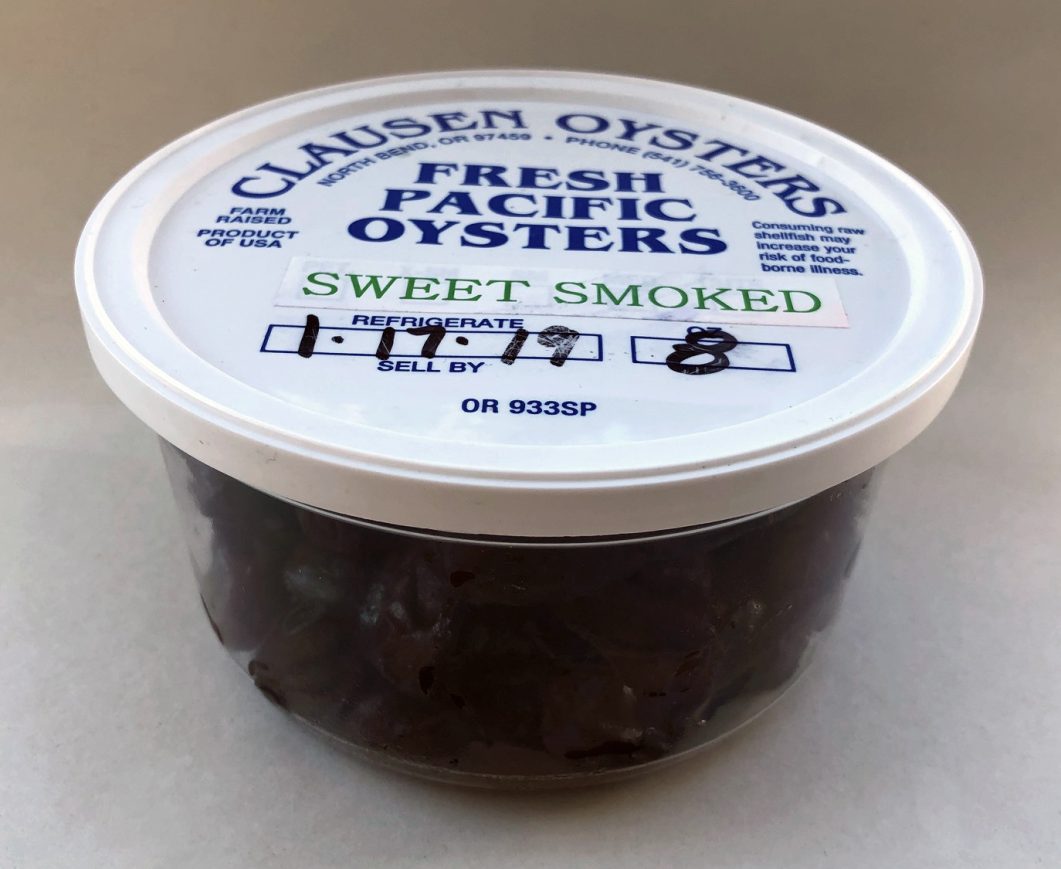 CLAUSEN OYSTERS
NORTH BEND, OR 97459 • PHONE (541) 756-3600
FRESH
PACIFIC
OYSTERS
FARM
RAISED
PRODUCT
OF USA
Consuming raw
shellfish may
increase your
risk of food-
borne illness.
SWEET SMOKED
REFRIGERATE
OZ
1·17·19
8
SELL BY
OR 933SP